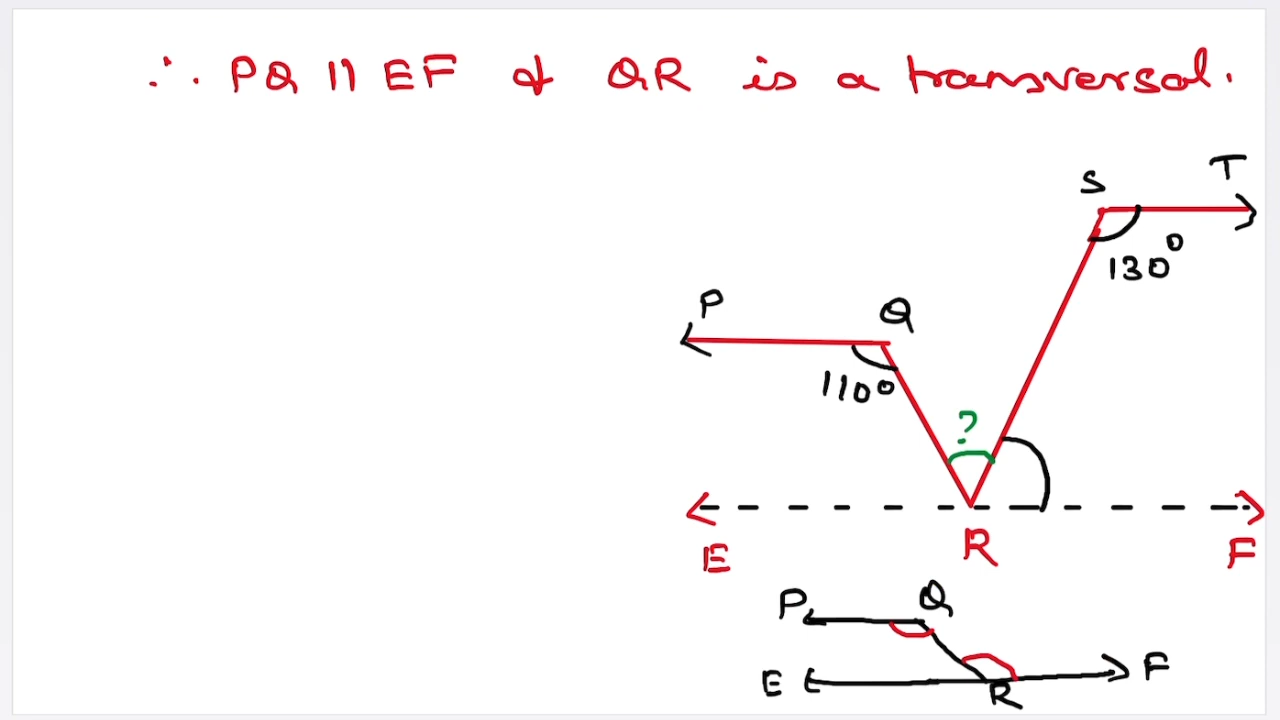 ∴ PQ || EF & QR is a transversal.
S T
130°
P Q
110°
?
E R F
P Q
E R F